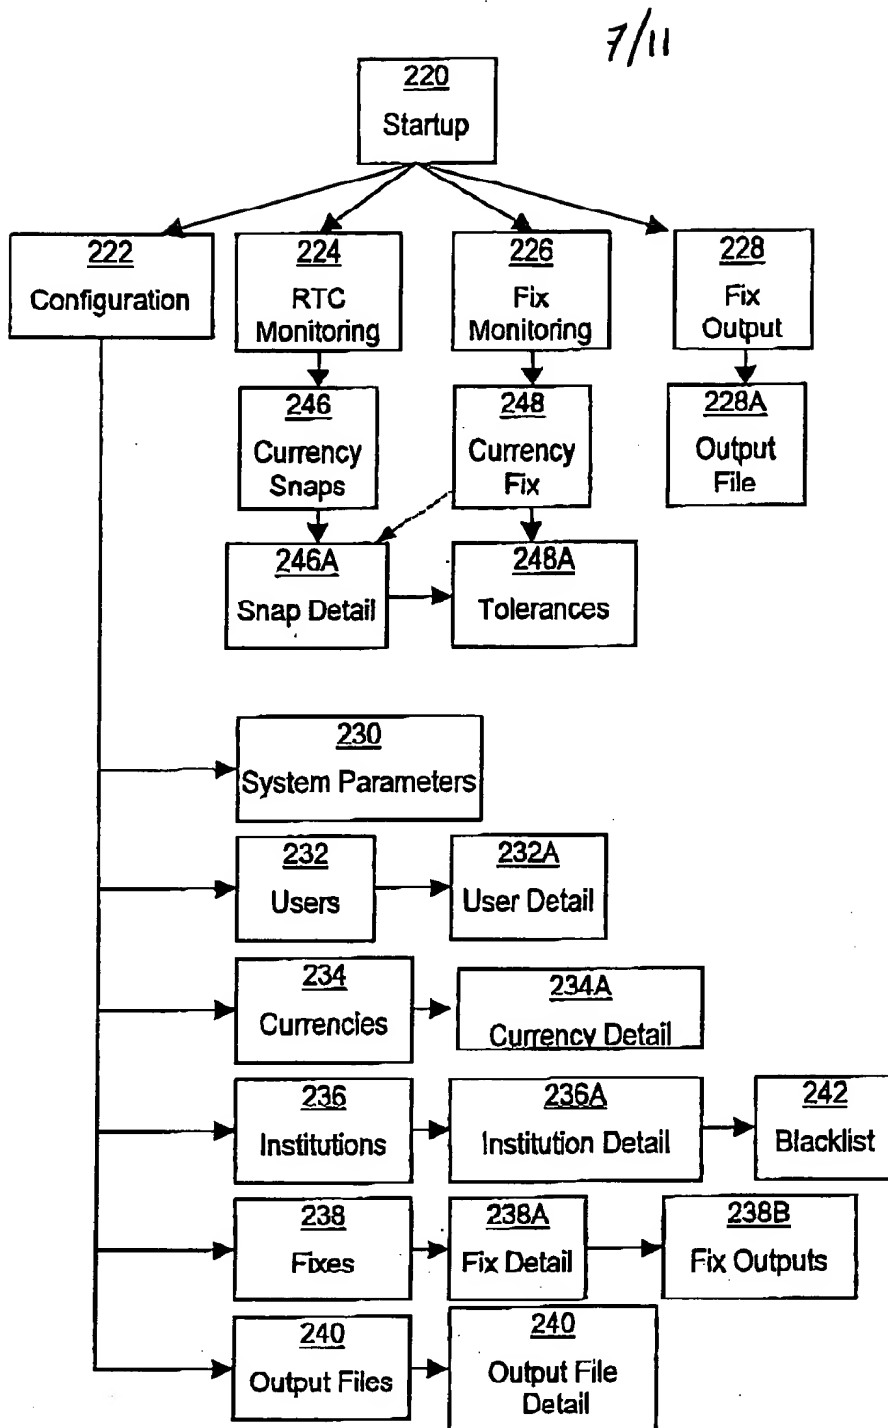 7/11
220
Startup
222
Configuration
224
RTC
Monitoring
226
Fix
Monitoring
228
Fix
Output
246
Currency
Snaps
248
Currency
Fix
228A
Output
File
246A
Snap Detail
248A
Tolerances
230
System Parameters
232
Users
232A
User Detail
234
Currencies
234A
Currency Detail
236
Institutions
236A
Institution Detail
242
Blacklist
238
Fixes
238A
Fix Detail
238B
Fix Outputs
240
Output Files
240
Output File
Detail